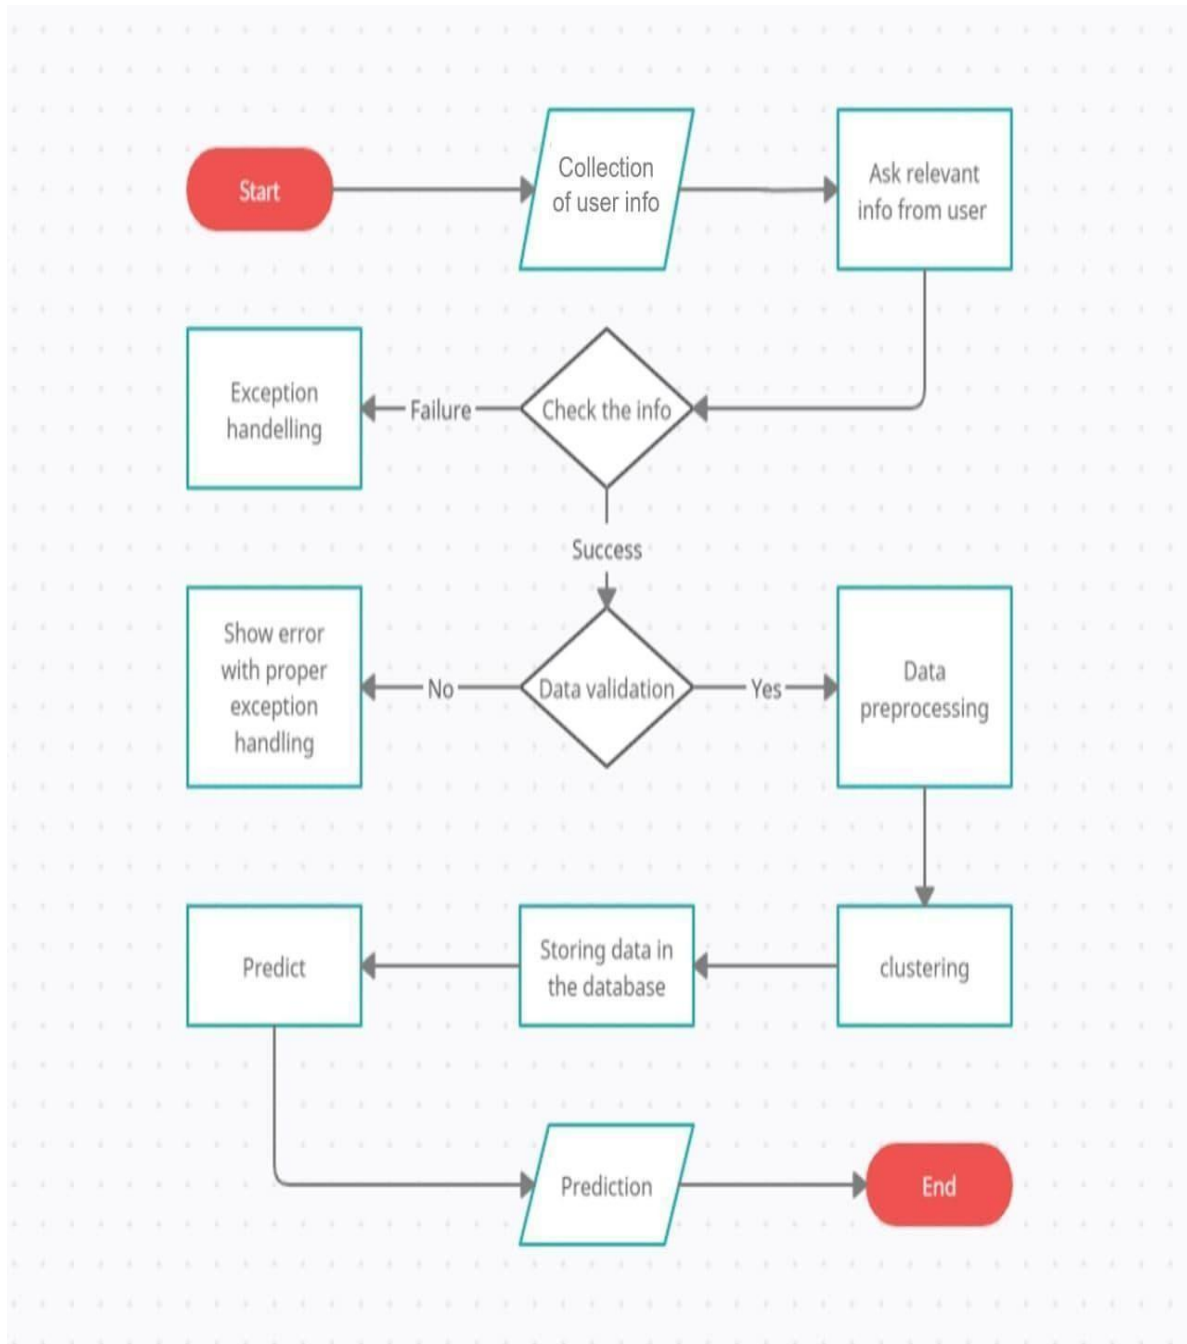 Start
Collection
of user info
Ask relevant
info from user
Exception
handelling
Failure
Check the info
Success
Show error
with proper
exception
handling
No
Data validation
Yes
Data
preprocessing
Predict
Storing data in
the database
clustering
Prediction
End